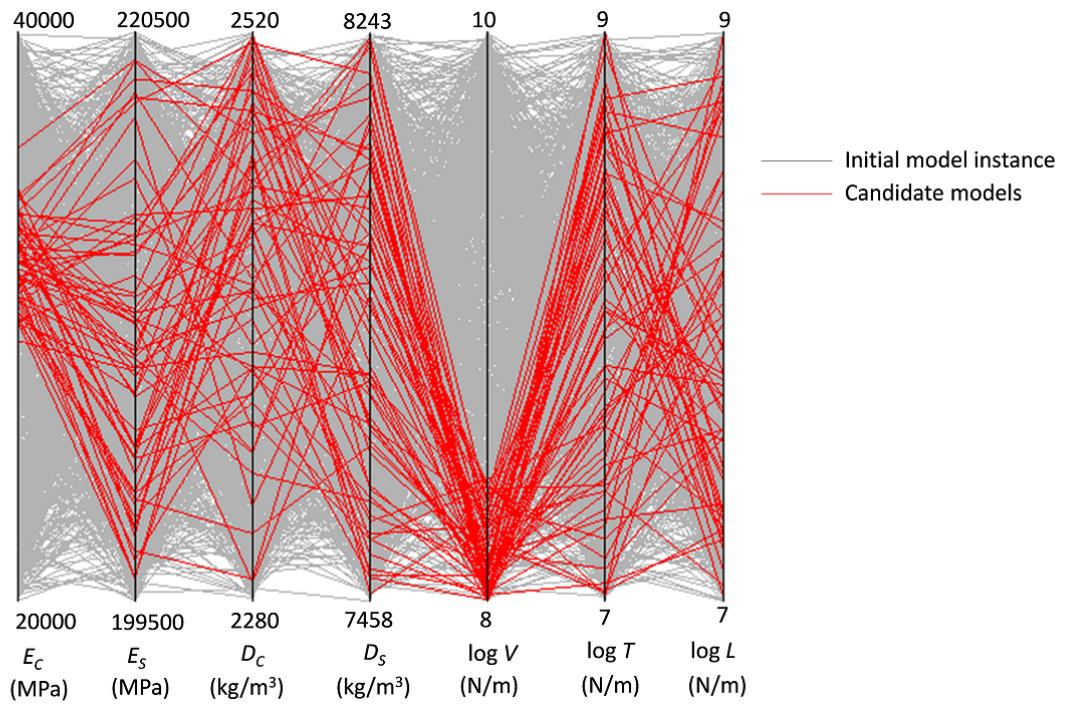 40000 220500 2520 8243 10 9 9
Initial model instance
Candidate models
20000 199500 2280 7458 8 7 7
E_C E_S D_C D_S log V log T log L
(MPa) (MPa) (kg/m³) (kg/m³) (N/m) (N/m) (N/m)